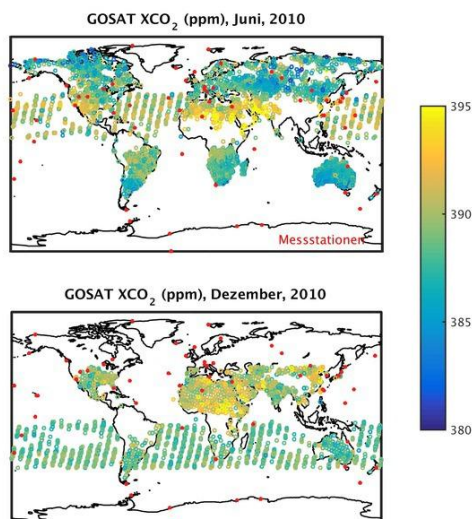 GOSAT XCO₂ (ppm), Juni, 2010
Messstationen
GOSAT XCO₂ (ppm), Dezember, 2010
395
390
385
380